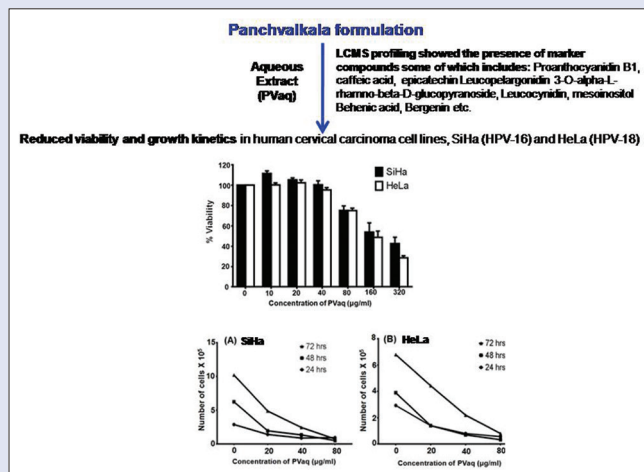 Panchvalkala formulation
Aqueous
Extract
(PVaq)
LCMS profiling showed the presence of marker
compounds some of which includes: Proanthocyanidin B1,
caffeic acid, epicatechin Leucopelargonidin 3-O-alpha-L-
rhamno-beta-D-glucopyranoside, Leucocynidin, mesoinositol
Behenic acid, Bergenin etc.
Reduced viability and growth kinetics in human cervical carcinoma cell lines, SiHa (HPV-16) and HeLa (HPV-18)
% Viability
120
100
80
60
40
20
0
SiHa
HeLa
0 10 20 40 80 160 320
Concentration of PVaq (µg/ml)
(A) SiHa
Number of cells X 10⁵
15
10
5
0
72 hrs
48 hrs
24 hrs
0 20 40 80
Concentration of PVaq (µg/ml)
(B) HeLa
Number of cells X 10⁵
8
6
4
2
0
72 hrs
48 hrs
24 hrs
0 20 40 80
Concentration of PVaq (µg/ml)